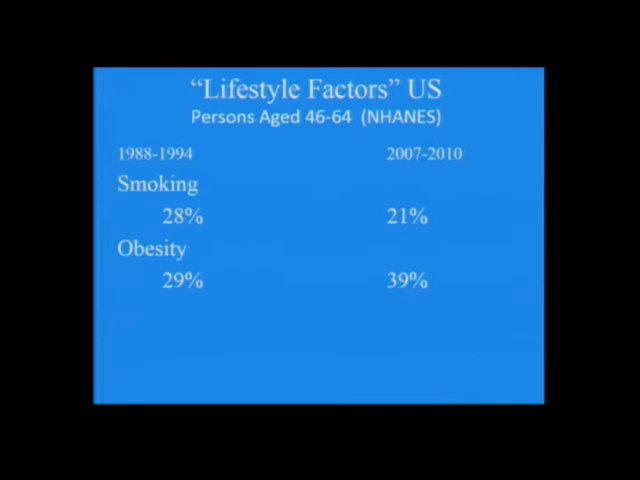 “Lifestyle Factors” US
Persons Aged 46-64 (NHANES)
1988-1994 2007-2010
Smoking
28% 21%
Obesity
29% 39%